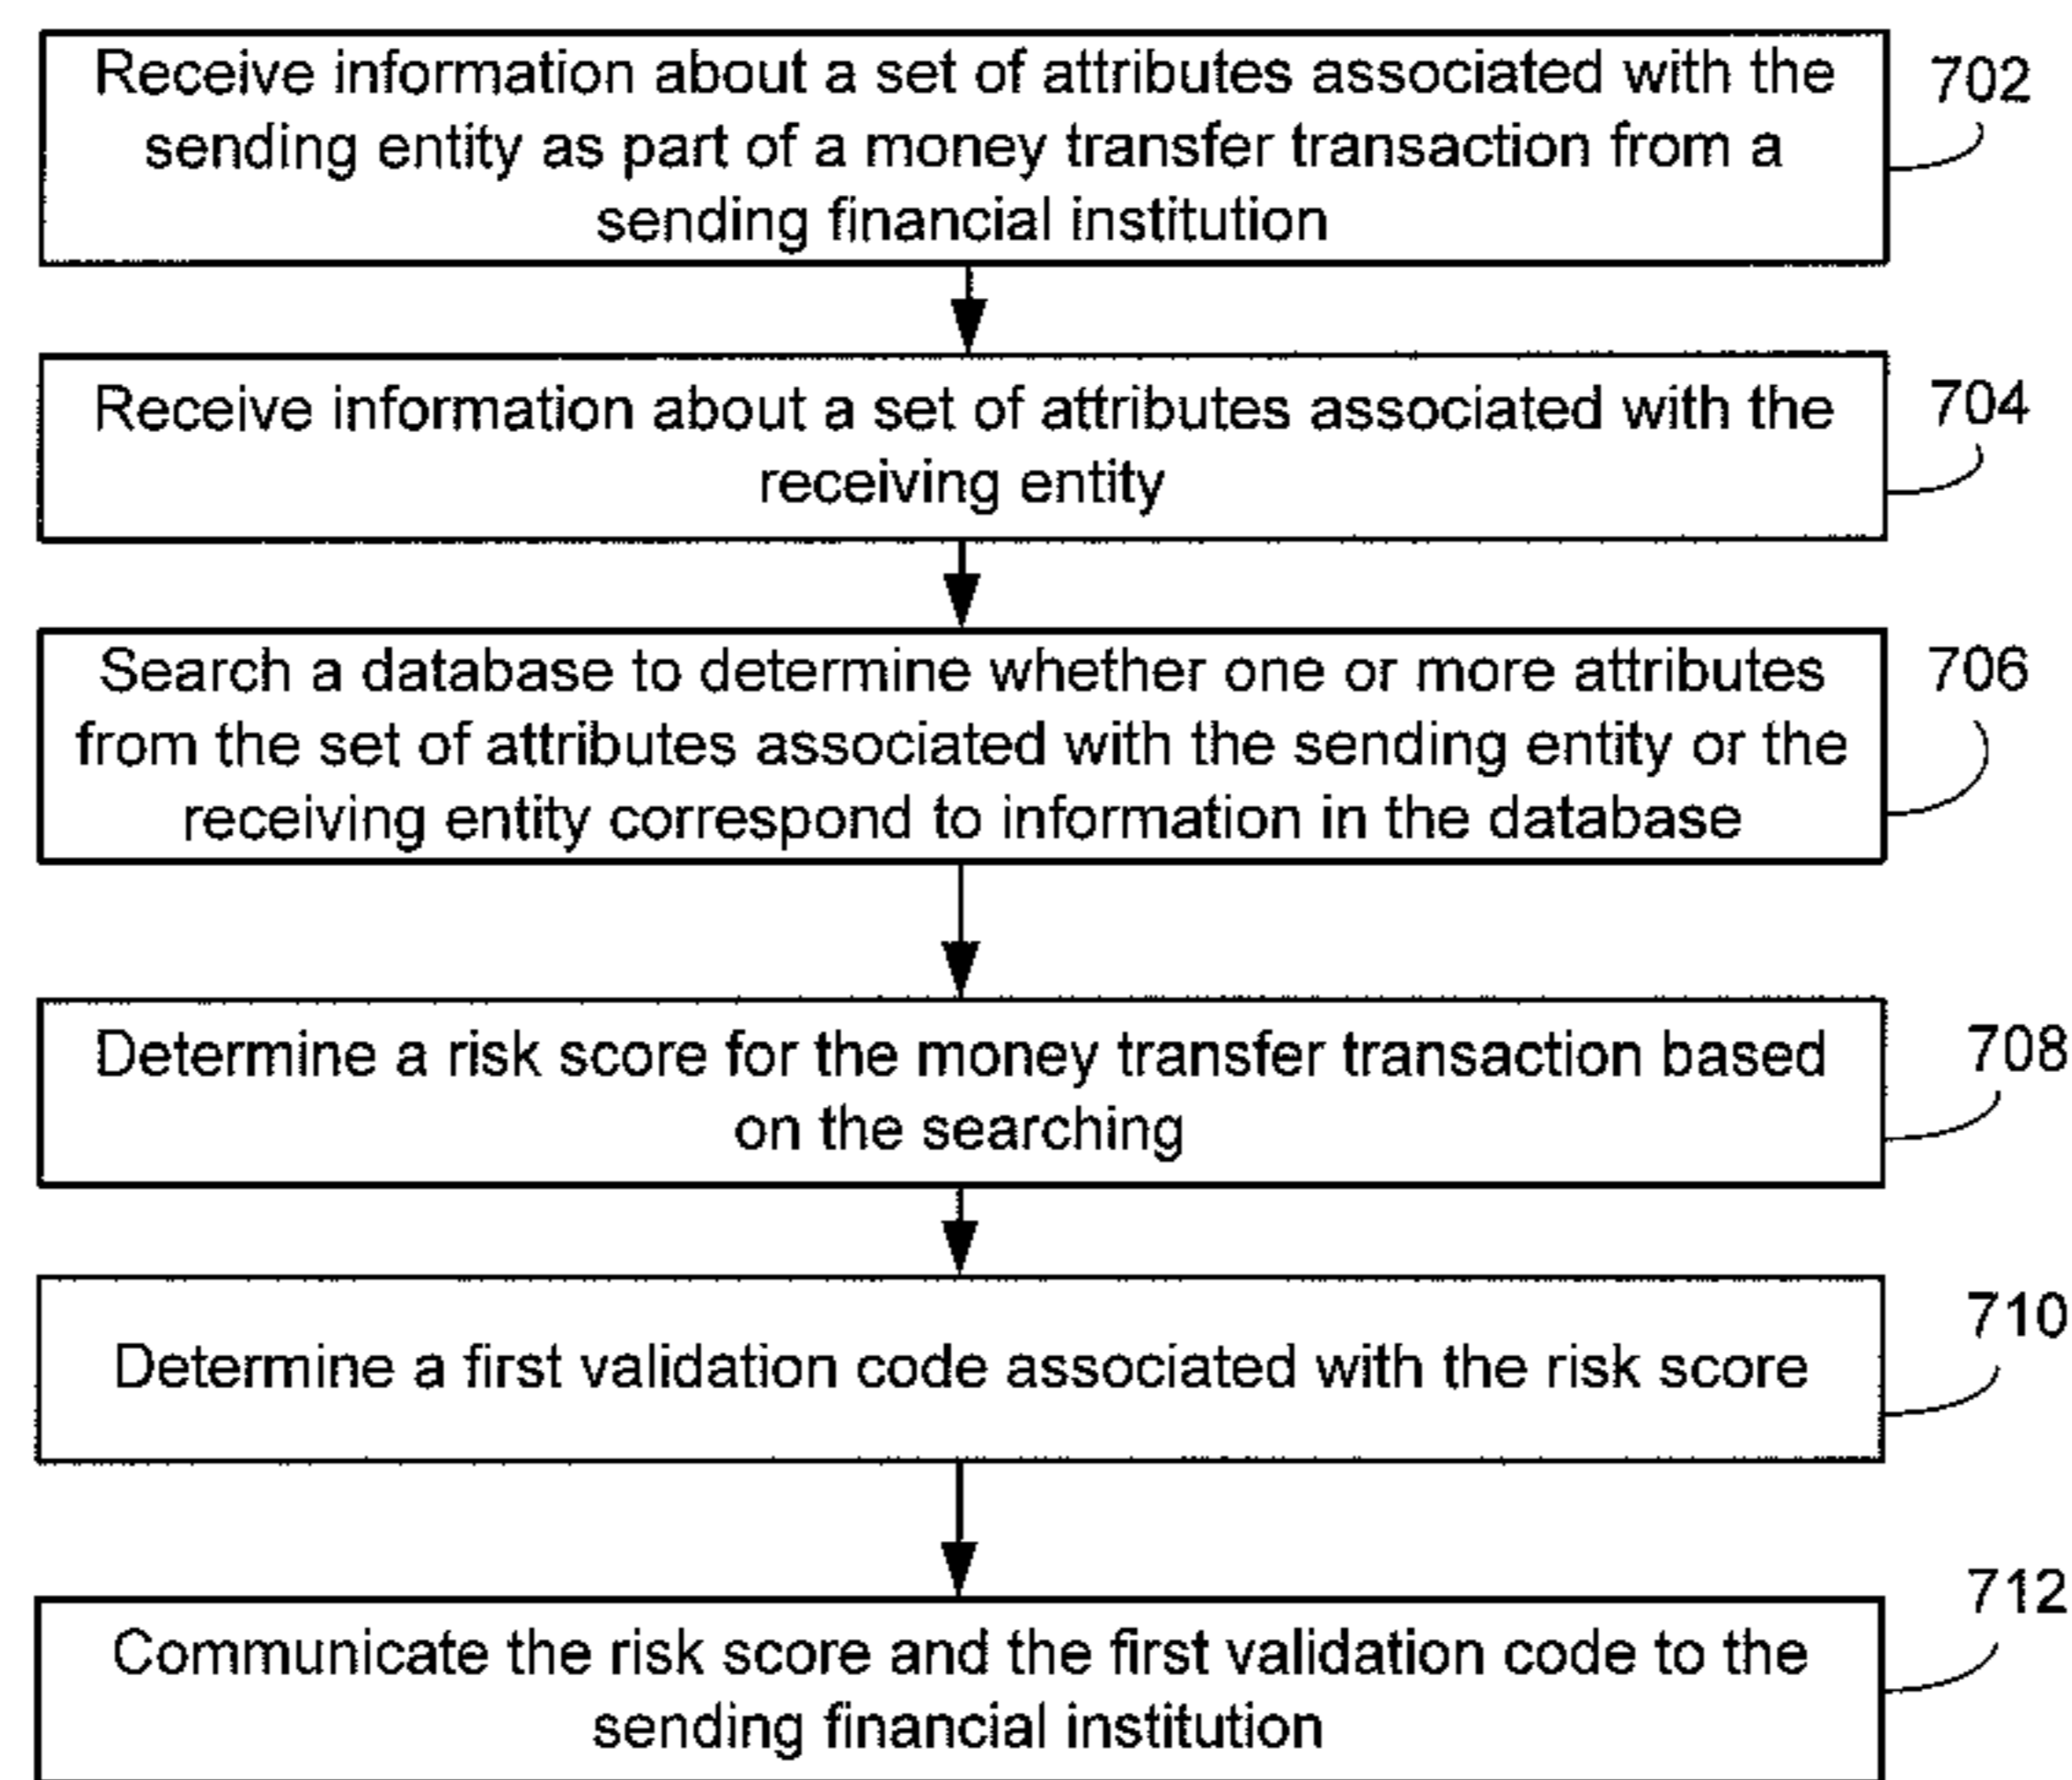 Receive information about a set of attributes associated with the
sending entity as part of a money transfer transaction from a
sending financial institution
702
Receive information about a set of attributes associated with the
receiving entity
704
Search a database to determine whether one or more attributes
from the set of attributes associated with the sending entity or the
receiving entity correspond to information in the database
706
Determine a risk score for the money transfer transaction based
on the searching
708
Determine a first validation code associated with the risk score
710
Communicate the risk score and the first validation code to the
sending financial institution
712